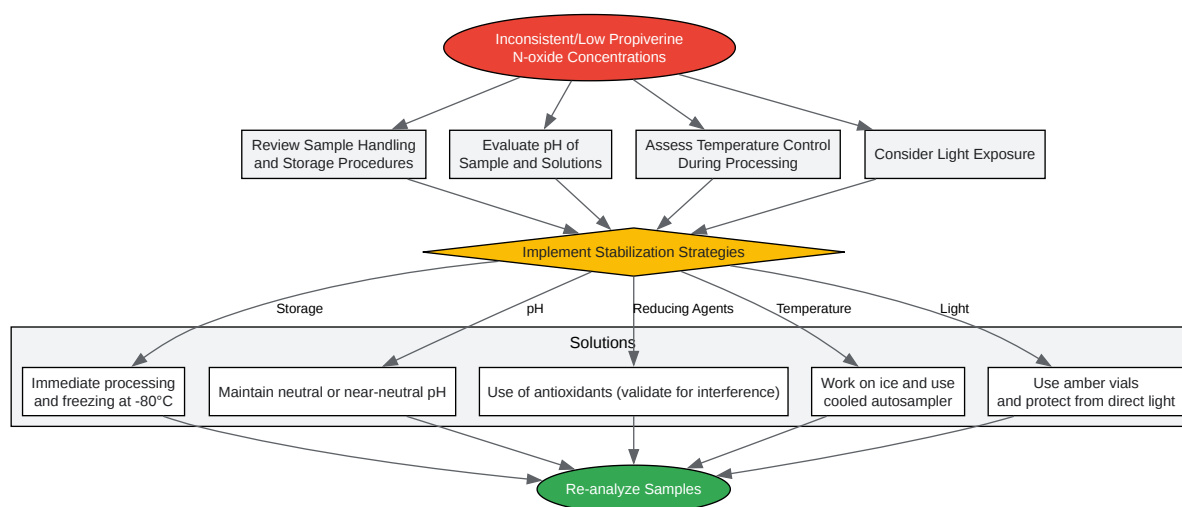 Inconsistent/Low Propiverine
N-oxide Concentrations
Review Sample Handling
and Storage Procedures
Evaluate pH of
Sample and Solutions
Assess Temperature Control
During Processing
Consider Light Exposure
Implement Stabilization Strategies
Storage
pH
Reducing Agents
Temperature
Light
Solutions
Immediate processing
and freezing at -80°C
Maintain neutral or near-neutral pH
Use of antioxidants (validate for interference)
Work on ice and use
cooled autosampler
Use amber vials
and protect from direct light
Re-analyze Samples